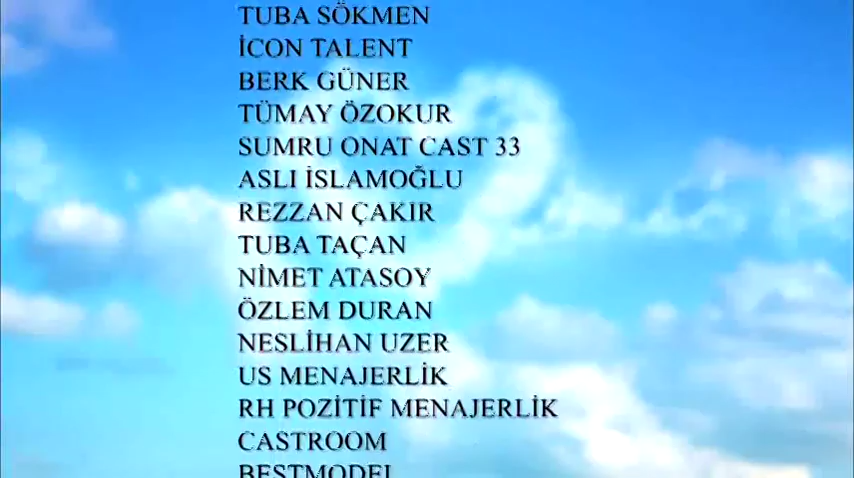 TUBA SÖKMEN
İCON TALENT
BERK GÜNER
TÜMAY ÖZOKUR
SUMRU ONAT CAST 33
ASLI İSLAMOĞLU
REZZAN ÇAKIR
TUBA TAÇAN
NİMET ATASOY
ÖZLEM DURAN
NESLİHAN UZER
US MENAJERLİK
RH POZİTİF MENAJERLİK
CASTROOM
BESTMODEL